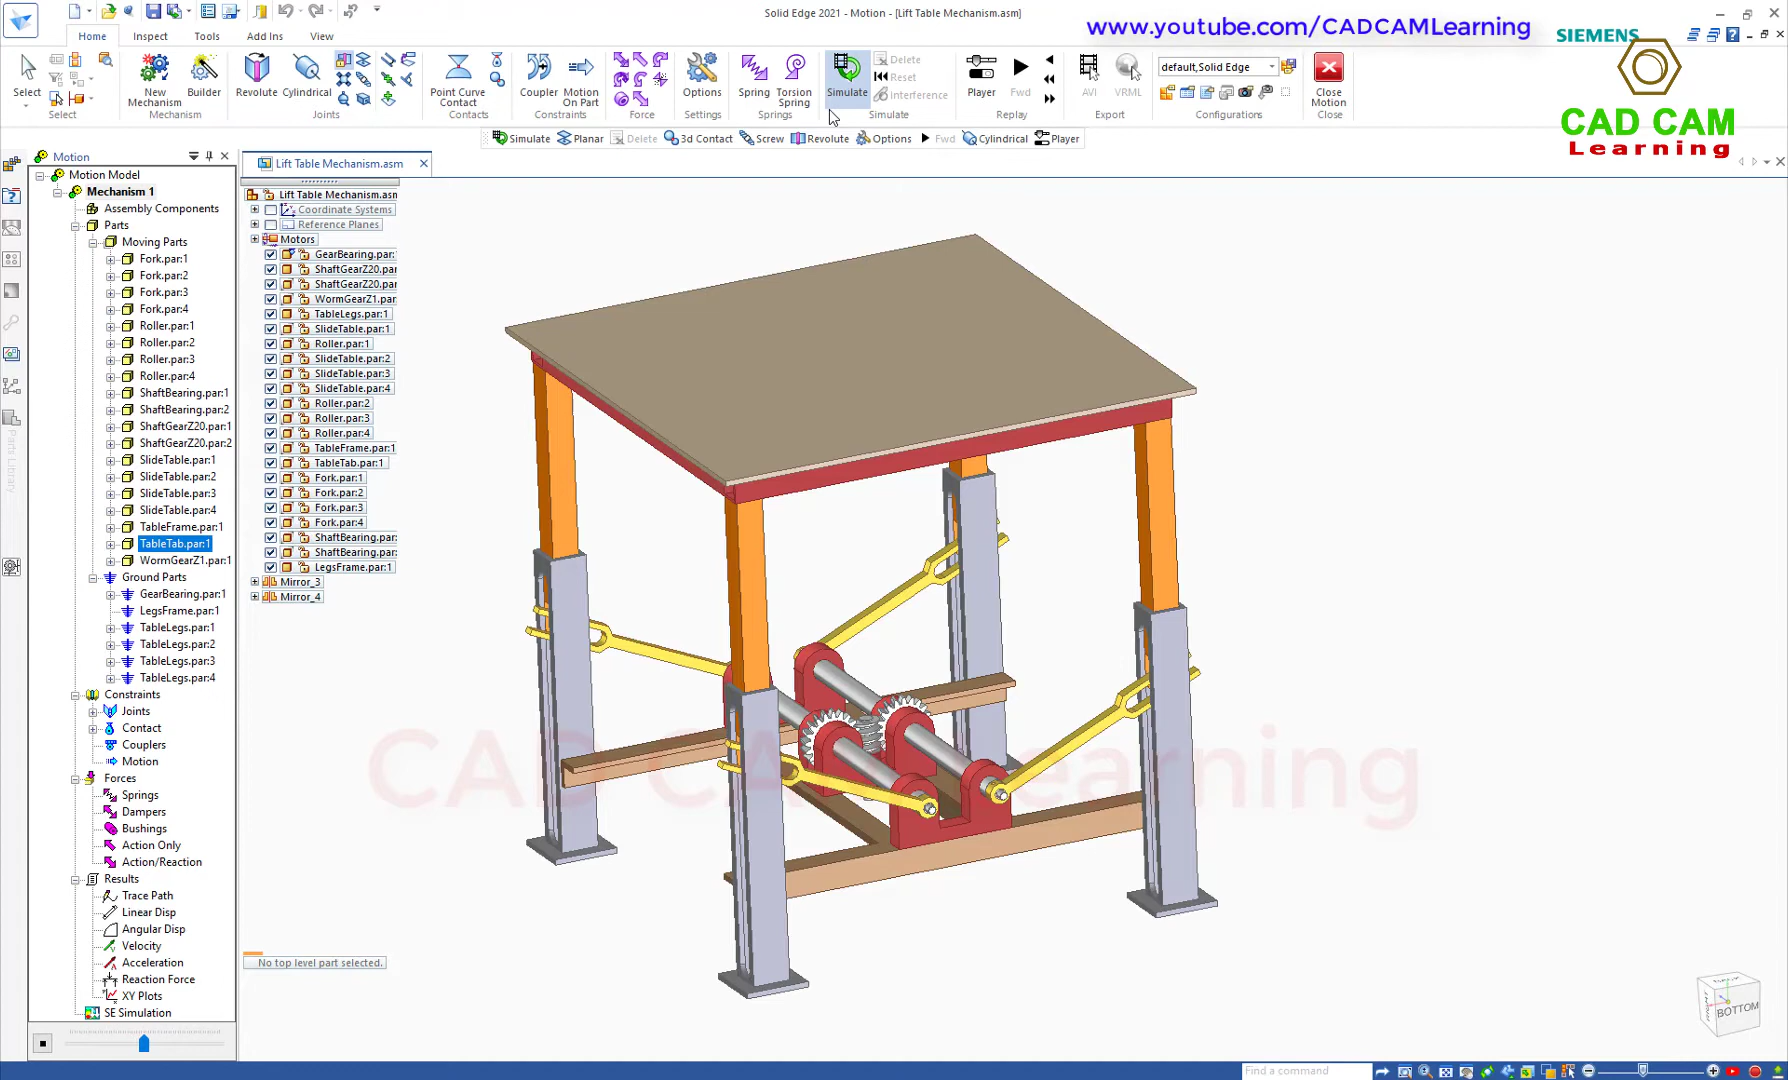 Solid Edge 2021 - Motion - [Lift Table Mechanism.asm]
www.youtube.com/CADCAMLearning
SIEMENS
Home
Inspect
Tools
Add Ins
View
Select
New Mechanism
Builder
Revolute
Cylindrical
Point Curve Contact
Coupler
Motion On Part
Options
Spring
Torsion Spring
Simulate
Delete
Reset
Interference
Player
Fwd
AVI
VRML
default,Solid Edge
Close Motion
Select
Mechanism
Joints
Contacts
Constraints
Force
Settings
Springs
Simulate
Replay
Export
Configurations
Close
CAD CAM
Learning
Simulate
Planar
Delete
3d Contact
Screw
Revolute
Options
Fwd
Cylindrical
Player
Motion
Motion Model
Mechanism 1
Assembly Components
Parts
Moving Parts
Fork.par:1
Fork.par:2
Fork.par:3
Fork.par:4
Roller.par:1
Roller.par:2
Roller.par:3
Roller.par:4
ShaftBearing.par:1
ShaftBearing.par:2
ShaftGearZ20.par:1
ShaftGearZ20.par:2
SlideTable.par:1
SlideTable.par:2
SlideTable.par:3
SlideTable.par:4
TableFrame.par:1
TableTab.par:1
WormGearZ1.par:1
Ground Parts
GearBearing.par:1
LegsFrame.par:1
TableLegs.par:1
TableLegs.par:2
TableLegs.par:3
TableLegs.par:4
Constraints
Joints
Contact
Couplers
Motion
Forces
Springs
Dampers
Bushings
Action Only
Action/Reaction
Results
Trace Path
Linear Disp
Angular Disp
Velocity
Acceleration
Reaction Force
XY Plots
SE Simulation
Parts Library
Lift Table Mechanism.asm
Lift Table Mechanism.asm
Coordinate Systems
Reference Planes
Motors
GearBearing.par:
ShaftGearZ20.par
ShaftGearZ20.par
WormGearZ1.par
TableLegs.par:1
SlideTable.par:1
Roller.par:1
SlideTable.par:2
SlideTable.par:3
SlideTable.par:4
Roller.par:2
Roller.par:3
Roller.par:4
TableFrame.par:1
TableTab.par:1
Fork.par:1
Fork.par:2
Fork.par:3
Fork.par:4
ShaftBearing.par:
ShaftBearing.par:
LegsFrame.par:1
Mirror_3
Mirror_4
No top level part selected.
CAD CAM Learning
BOTTOM
Find a command